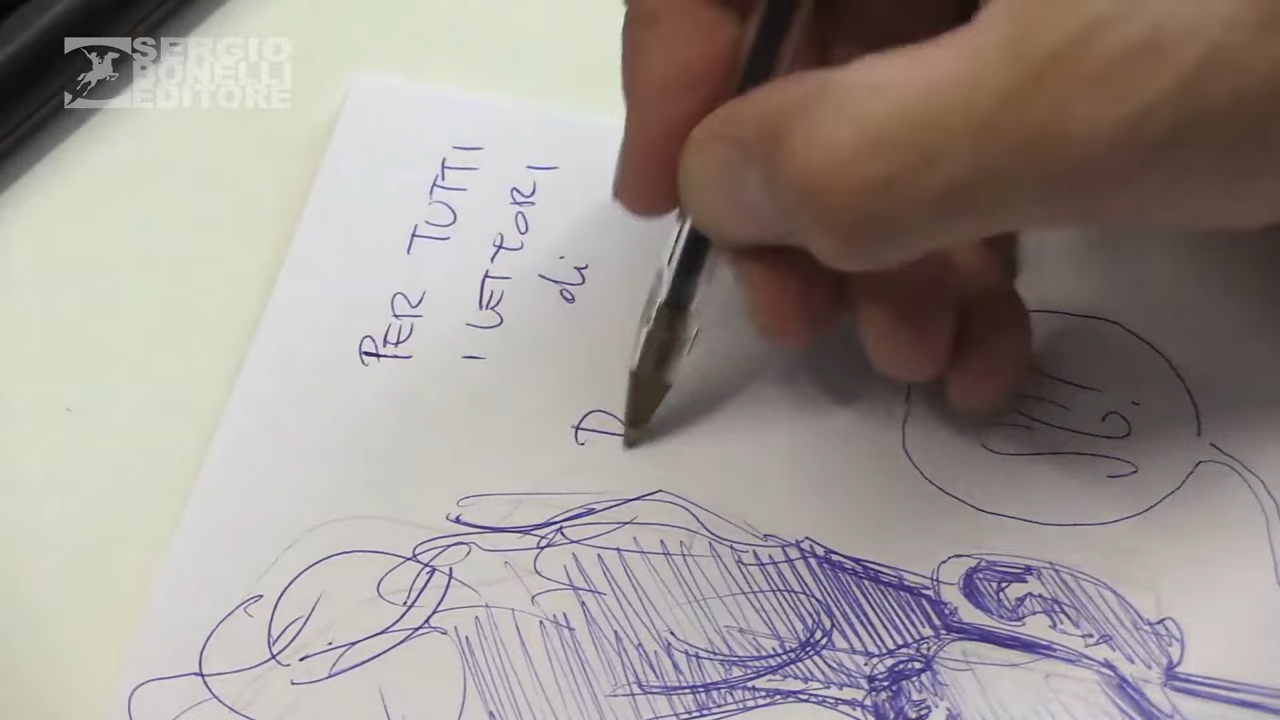 SERGIO
BONELLI
EDITORE
PER TUTTI
I LETTORI
di
D